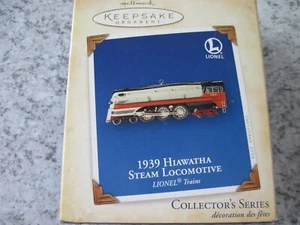 Hallmark
KEEPSAKE
ORNAMENT
LIONEL
1939 HIAWATHA
STEAM LOCOMOTIVE
LIONEL® Trains
COLLECTOR'S SERIES
décoration des fêtes